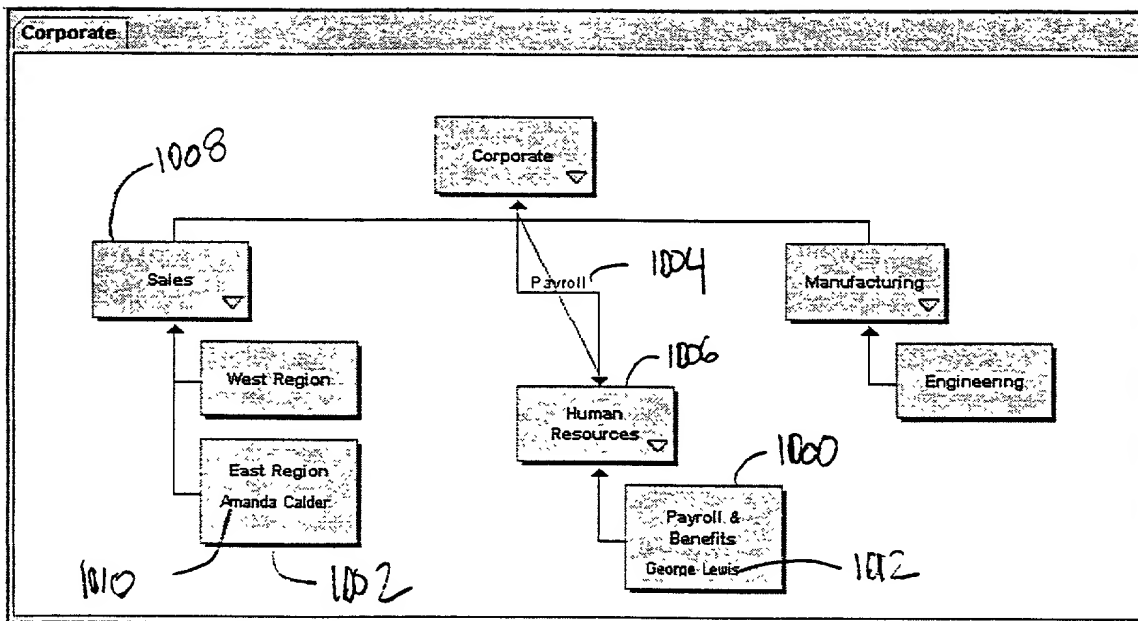 Corporate
1008
Corporate
Sales
Payroll
1004
Manufacturing
West Region
1006
Human
Resources
Engineering
East Region
Amanda Calder
1000
Payroll &
Benefits
George Lewis
1010
1002
1012